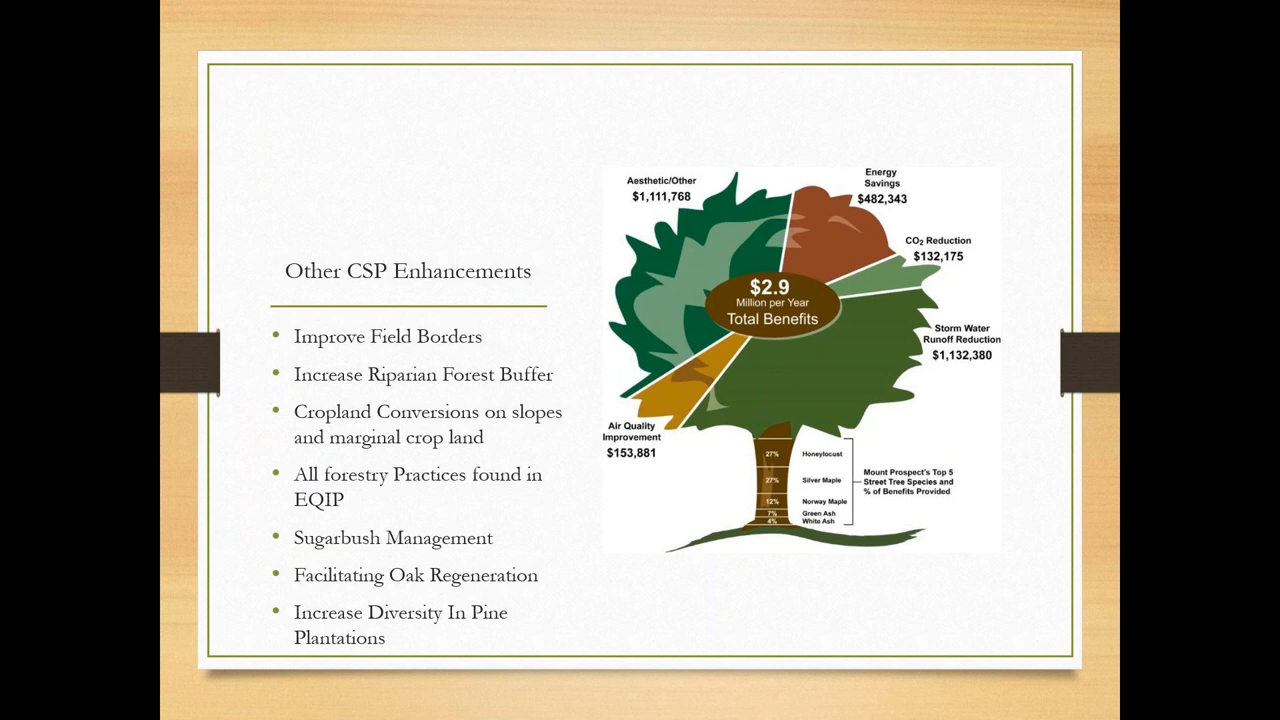 Other CSP Enhancements
Improve Field Borders
Increase Riparian Forest Buffer
Cropland Conversions on slopes
and marginal crop land
All forestry Practices found in
EQIP
Sugarbush Management
Facilitating Oak Regeneration
Increase Diversity In Pine
Plantations
Aesthetic/Other
$1,111,768
Energy
Savings
$482,343
CO₂ Reduction
$132,175
$2.9
Million per Year
Total Benefits
Storm Water
Runoff Reduction
$1,132,380
Air Quality
Improvement
$153,881
27% Honeylocust
27% Silver Maple
12% Norway Maple
7% Green Ash
4% White Ash
Mount Prospect's Top 5
Street Tree Species and
% of Benefits Provided